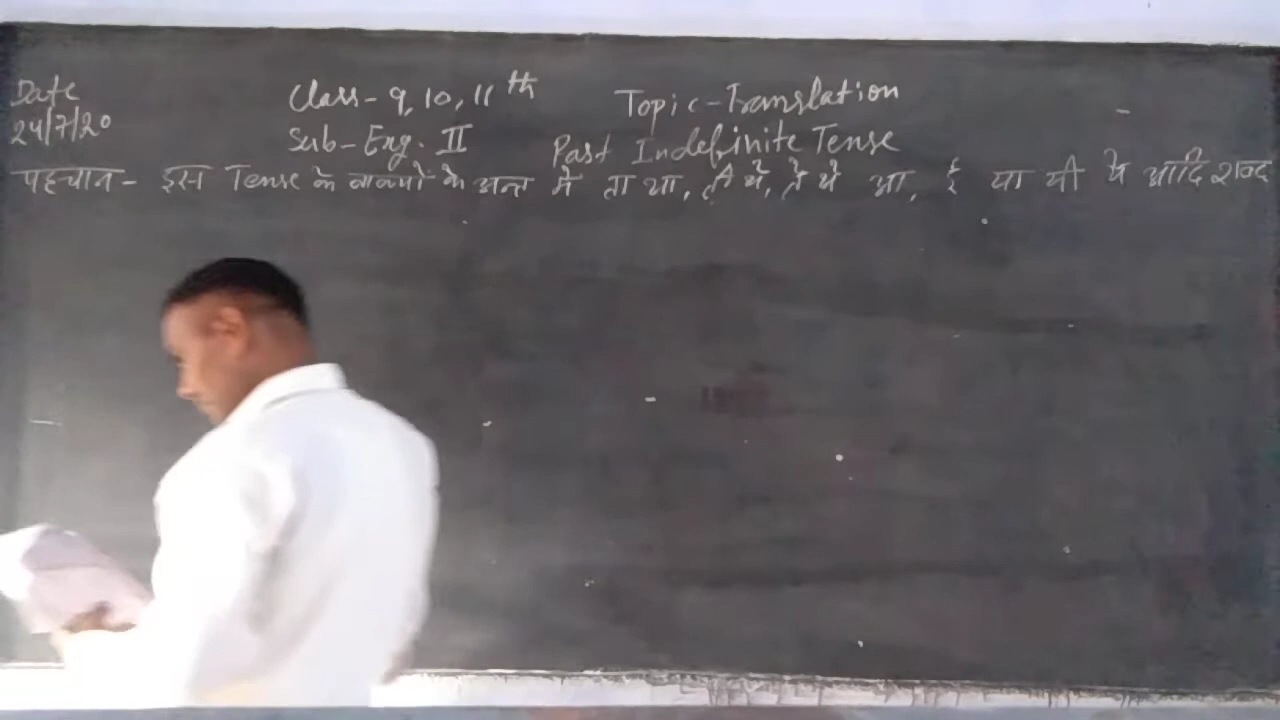 Date Class-9, 10, 11th Topic-Translation
24/7/20 Sub-Eng. II Past Indefinite Tense
पहचान- इस Tense के वाक्यों के अन्त में ता था, ती थी, ते थे आ, ई या यी ये आदि शब्द